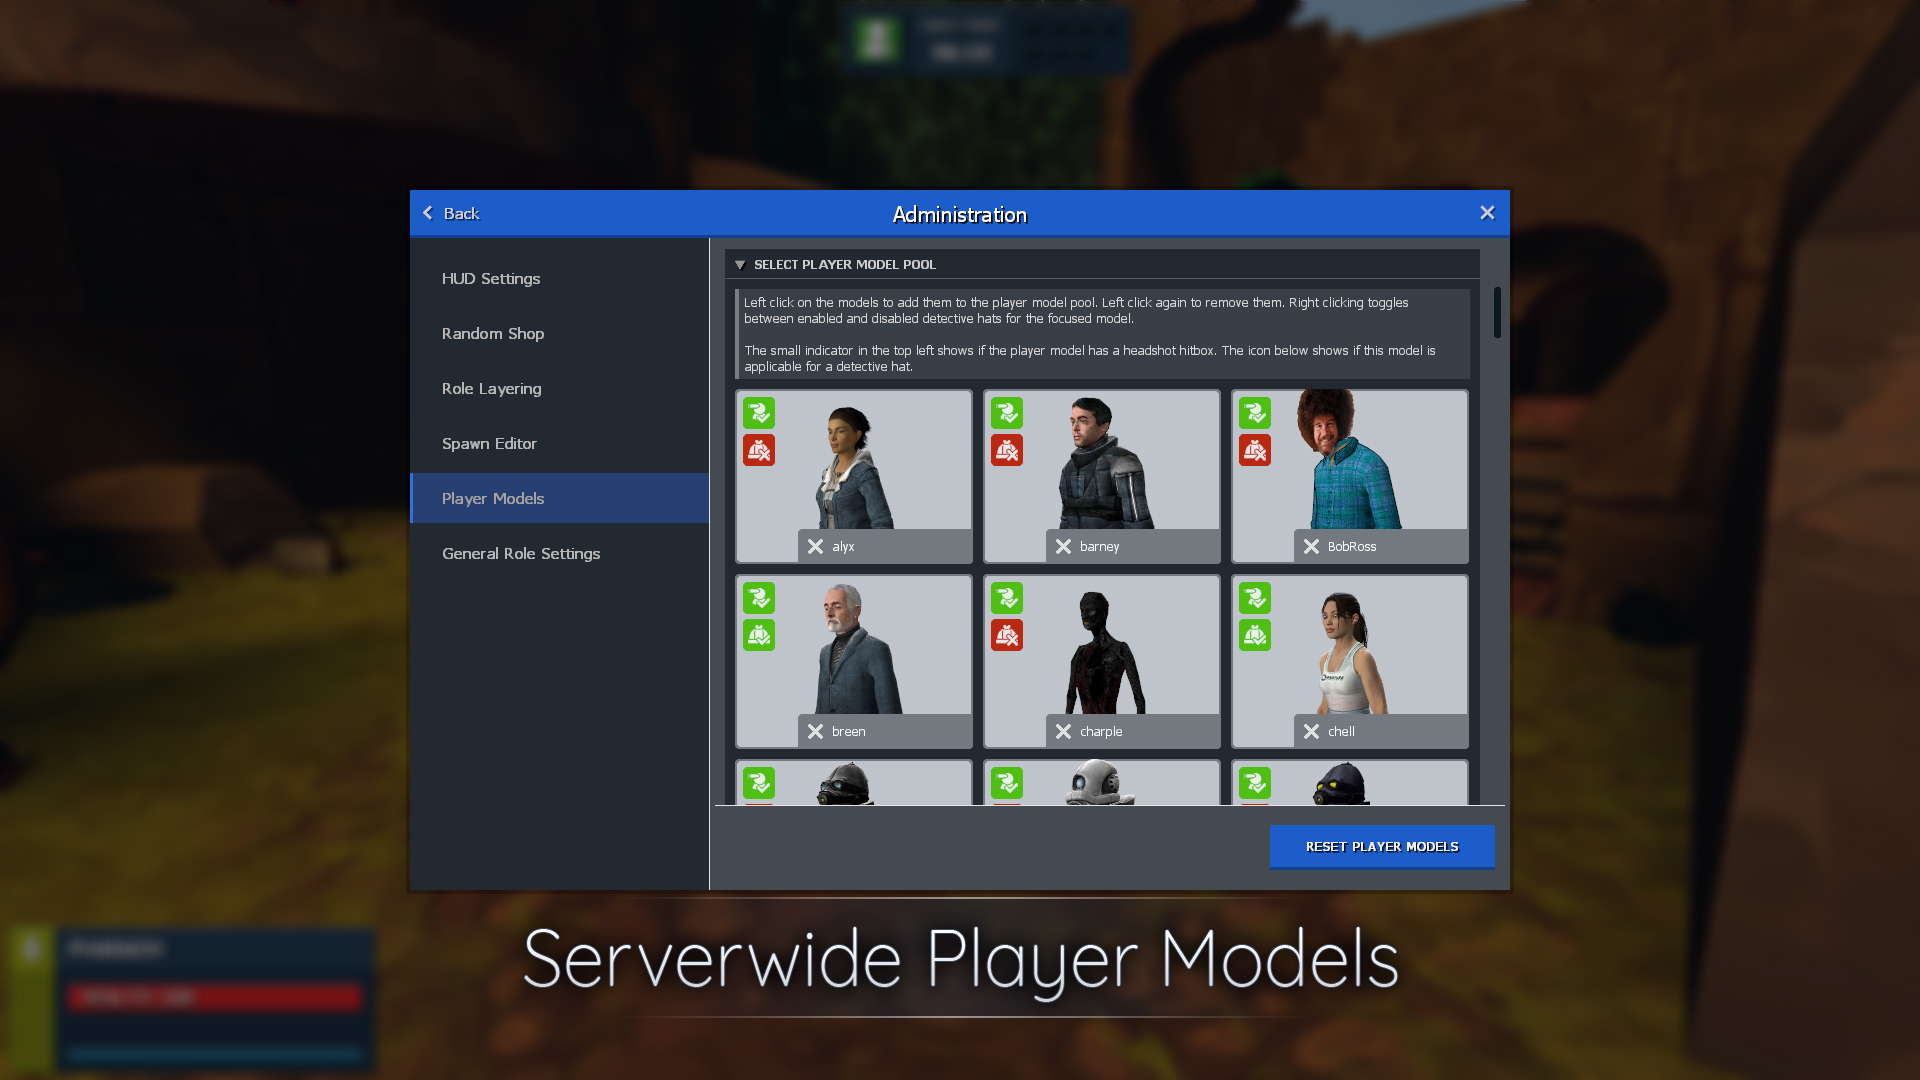 Back
Administration
HUD Settings
Random Shop
Role Layering
Spawn Editor
Player Models
General Role Settings
SELECT PLAYER MODEL POOL
Left click on the models to add them to the player model pool. Left click again to remove them. Right clicking toggles
between enabled and disabled detective hats for the focused model.
The small indicator in the top left shows if the player model has a headshot hitbox. The icon below shows if this model is
applicable for a detective hat.
alyx
barney
BobRoss
breen
charple
chell
RESET PLAYER MODELS
Serverwide Player Models